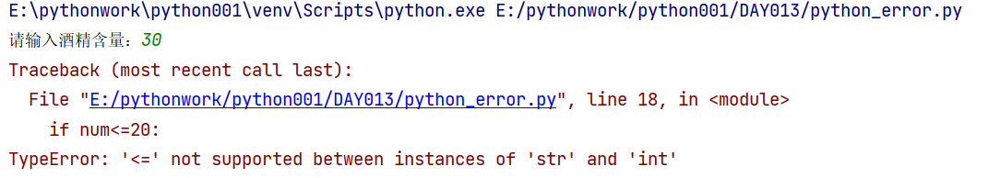 E:\pythonwork\python001\venv\Scripts\python.exe E:/pythonwork/python001/DAY013/python_error.py
请输入酒精含量：30
Traceback (most recent call last):
  File "E:/pythonwork/python001/DAY013/python_error.py", line 18, in <module>
    if num<=20:
TypeError: '<=' not supported between instances of 'str' and 'int'